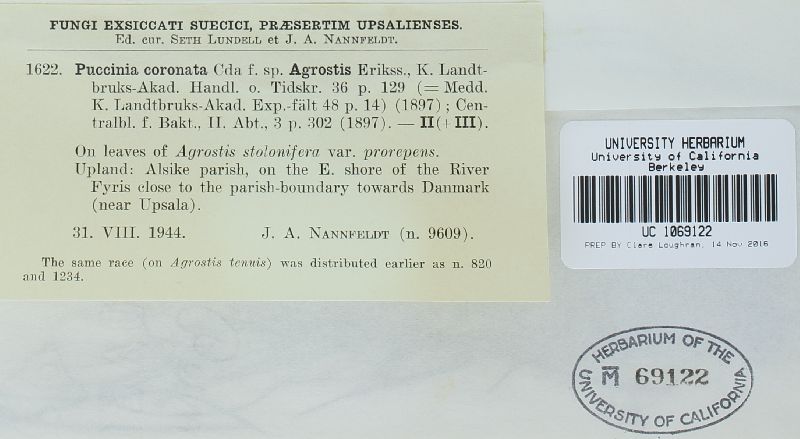 FUNGI EXSICCATI SUECICI, PRÆSERTIM UPSALIENSES.
Ed. cur. SETH LUNDELL et J. A. NANNFELDT.
1622. Puccinia coronata Cda f. sp. Agrostis Erikss., K. Landt-
bruks-Akad. Handl. o. Tidskr. 36 p. 129 (= Medd.
K. Landtbruks-Akad. Exp.-fält 48 p. 14) (1897); Cen-
tralbl. f. Bakt., II. Abt., 3 p. 302 (1897). — II(+III).
On leaves of Agrostis stolonifera var. prorepens.
Upland: Alsike parish, on the E. shore of the River
Fyris close to the parish-boundary towards Danmark
(near Upsala).
31. VIII. 1944. J. A. NANNFELDT (n. 9609).
The same race (on Agrostis tenuis) was distributed earlier as n. 820
and 1234.
UNIVERSITY HERBARIUM
University of California
Berkeley
UC 1069122
PREP BY Clare Loughran, 14 Nov 2016
HERBARIUM OF THE
M 69122
UNIVERSITY OF CALIFORNIA